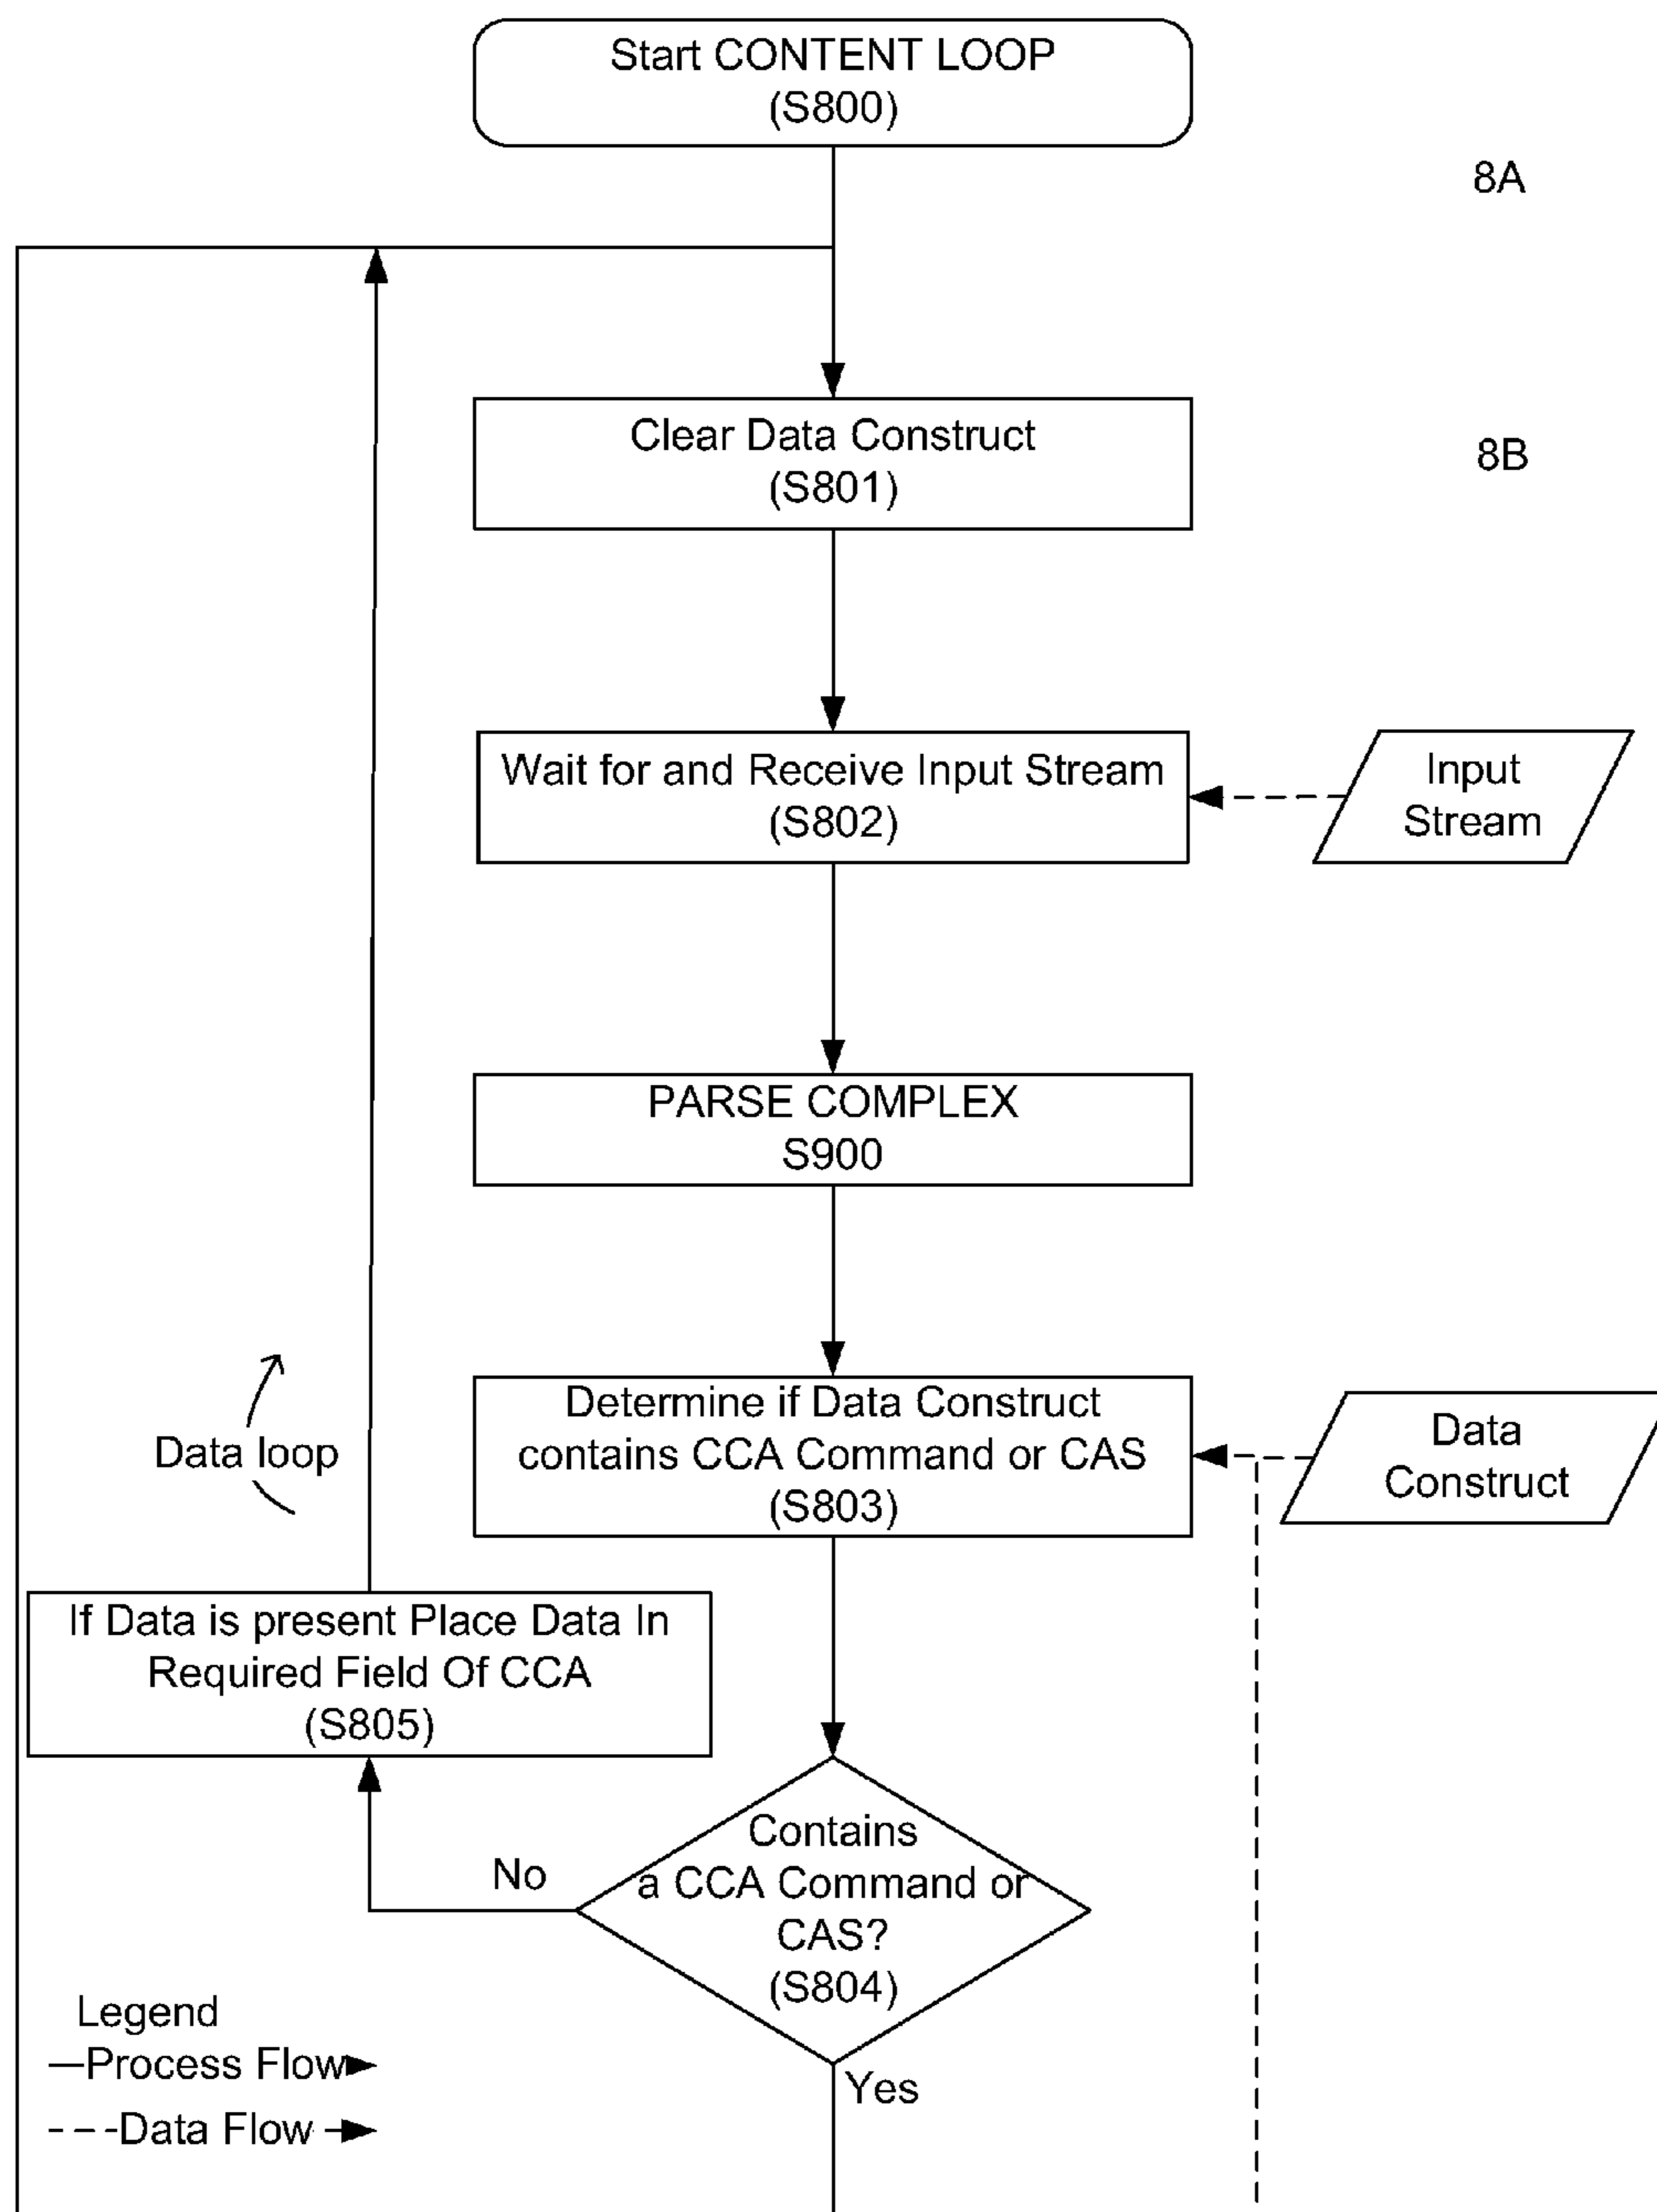 Start CONTENT LOOP
(S800)
8A
Clear Data Construct
(S801)
8B
Wait for and Receive Input Stream
(S802)
Input
Stream
PARSE COMPLEX
S900
Determine if Data Construct
contains CCA Command or CAS
(S803)
Data
Construct
Data loop
If Data is present Place Data In
Required Field Of CCA
(S805)
Contains
a CCA Command or
CAS?
(S804)
No
Yes
Legend
Process Flow
Data Flow